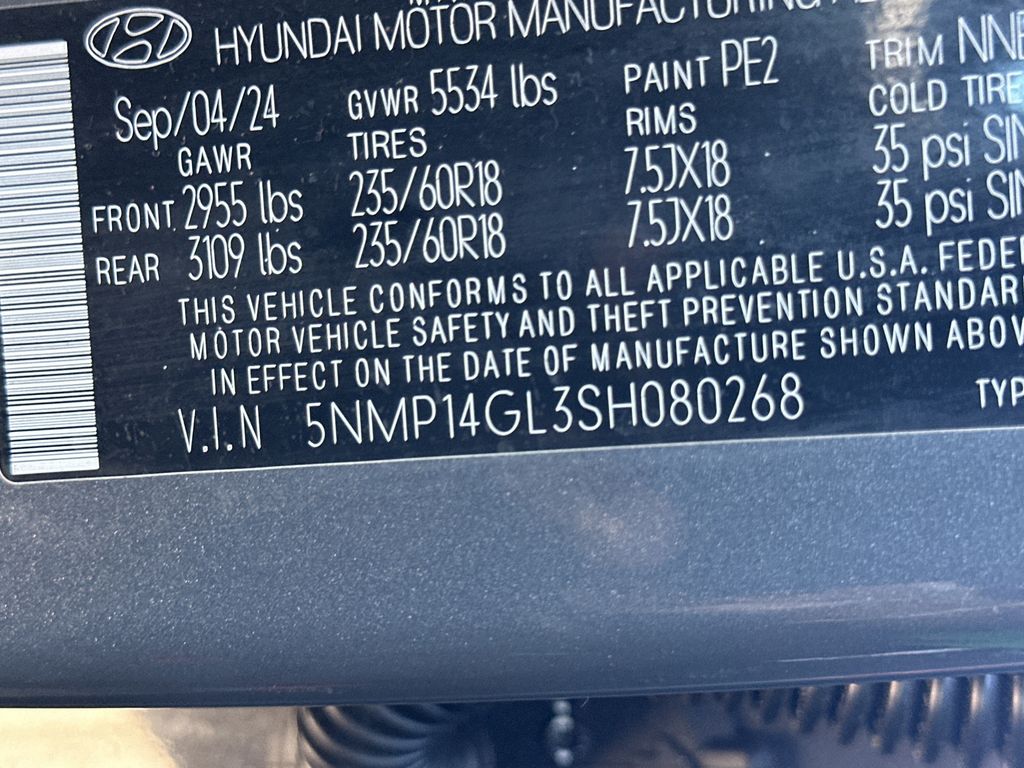 HYUNDAI MOTOR MANUFACTURING
Sep/04/24 GVWR 5534 lbs PAINT PE2 TRIM
GAWR TIRES RIMS COLD TIRE
FRONT 2955 lbs 235/60R18 7.5JX18 35 psi
REAR 3109 lbs 235/60R18 7.5JX18 35 psi
THIS VEHICLE CONFORMS TO ALL APPLICABLE U.S.A.
MOTOR VEHICLE SAFETY AND THEFT PREVENTION
IN EFFECT ON THE DATE OF MANUFACTURE SHOWN
V.I.N 5NMP14GL3SH080268